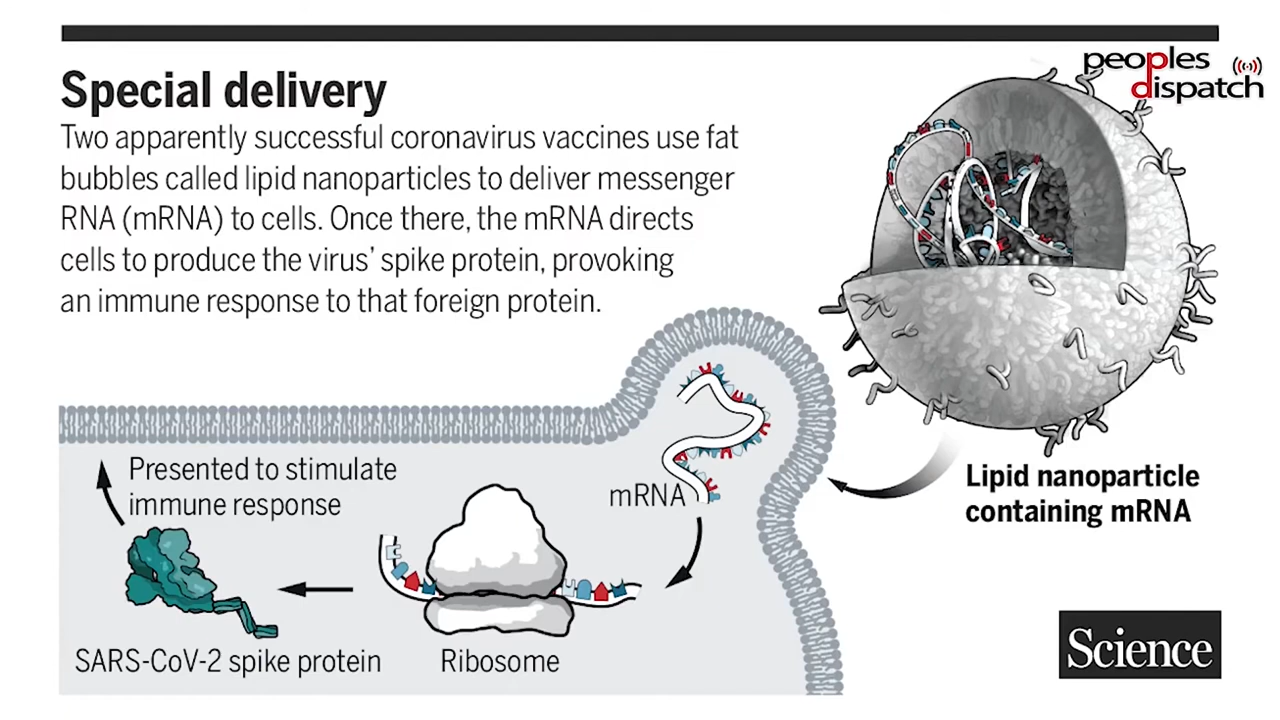 peoples
dispatch
Special delivery
Two apparently successful coronavirus vaccines use fat
bubbles called lipid nanoparticles to deliver messenger
RNA (mRNA) to cells. Once there, the mRNA directs
cells to produce the virus’ spike protein, provoking
an immune response to that foreign protein.
Lipid nanoparticle
containing mRNA
mRNA
Presented to stimulate
immune response
SARS-CoV-2 spike protein
Ribosome
Science